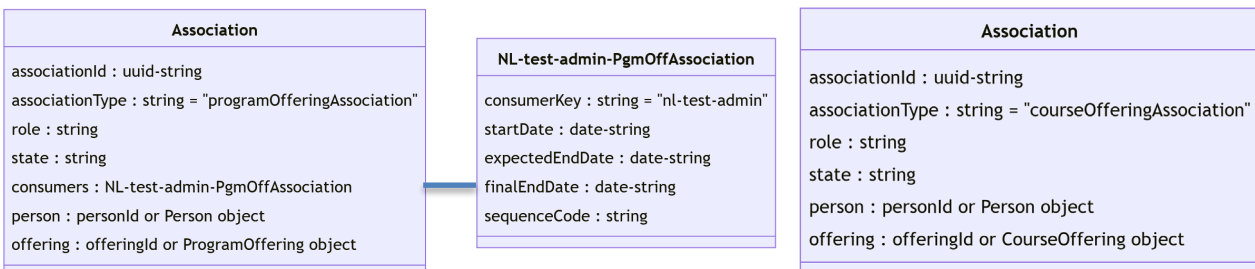 Association
associationId : uuid-string
associationType : string = "programOfferingAssociation"
role : string
state : string
consumers : NL-test-admin-PgmOffAssociation
person : personId or Person object
offering : offeringId or ProgramOffering object
NL-test-admin-PgmOffAssociation
consumerKey : string = "nl-test-admin"
startDate : date-string
expectedEndDate : date-string
finalEndDate : date-string
sequenceCode : string
Association
associationId : uuid-string
associationType : string = "courseOfferingAssociation"
role : string
state : string
person : personId or Person object
offering : offeringId or CourseOffering object